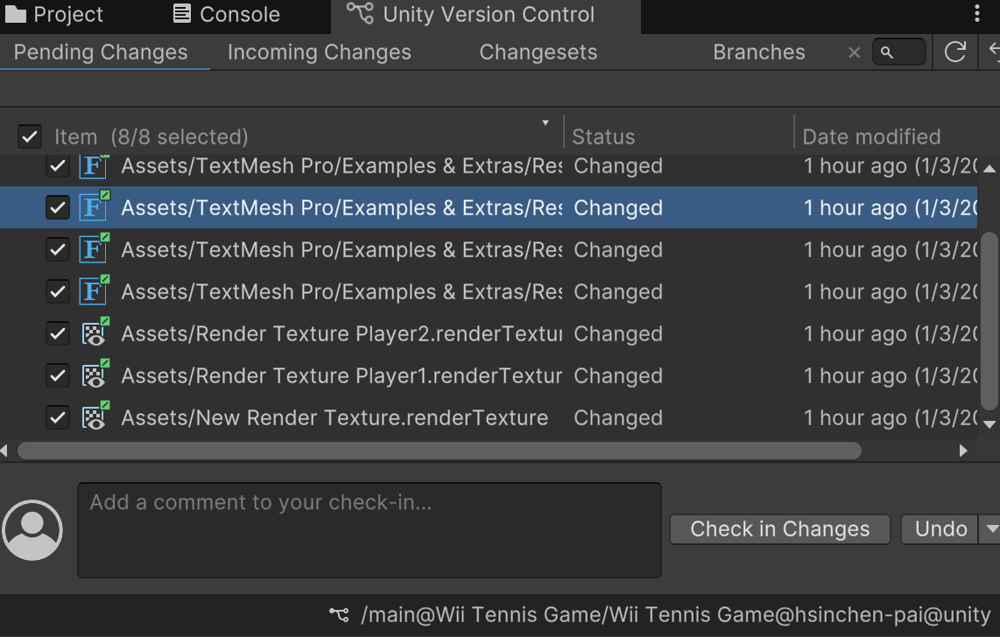 Project Console Unity Version Control
Pending Changes Incoming Changes Changesets Branches
Item (8/8 selected) Status Date modified
Assets/TextMesh Pro/Examples & Extras/Res Changed 1 hour ago (1/3/20
Assets/TextMesh Pro/Examples & Extras/Res Changed 1 hour ago (1/3/20
Assets/TextMesh Pro/Examples & Extras/Res Changed 1 hour ago (1/3/20
Assets/TextMesh Pro/Examples & Extras/Res Changed 1 hour ago (1/3/20
Assets/Render Texture Player2.renderTextur Changed 1 hour ago (1/3/20
Assets/Render Texture Player1.renderTextur Changed 1 hour ago (1/3/20
Assets/New Render Texture.renderTexture Changed 1 hour ago (1/3/20
Add a comment to your check-in...
Check in Changes Undo
/main@Wii Tennis Game/Wii Tennis Game@hsinchen-pai@unity